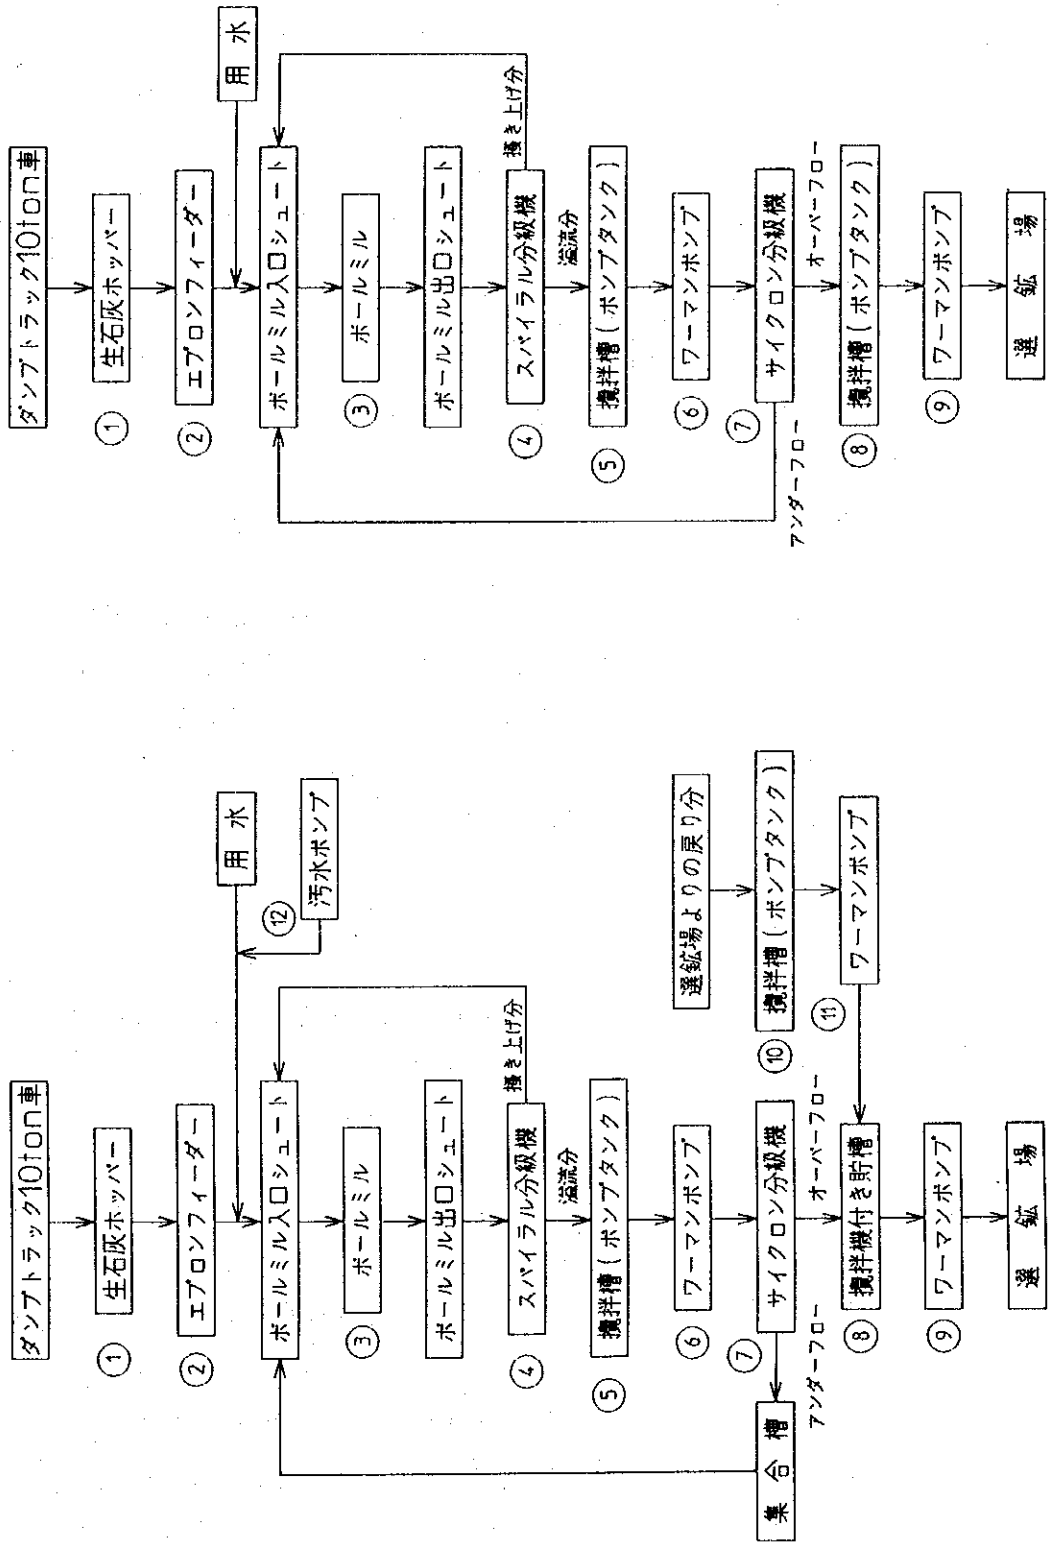 ダンプトラック10ton車
① 生石灰ホッパー
② エプロンフィーダー
用水
⑫ 汚水ポンプ
ボールミル入口シュート
③ ボールミル
ボールミル出口シュート
掻き上げ分
④ スパイラル分級機
溢流分
⑤ 攪拌槽(ポンプタンク)
⑥ ワーマンポンプ
⑦ サイクロン分級機
集合槽
アンダーフロー
オーバーフロー
選鉱場よりの戻り分
⑩ 攪拌槽(ポンプタンク)
⑪ ワーマンポンプ
⑧ 攪拌機付き貯槽
⑨ ワーマンポンプ
選鉱場
ダンプトラック10ton車
① 生石灰ホッパー
② エプロンフィーダー
用水
ボールミル入口シュート
③ ボールミル
ボールミル出口シュート
掻き上げ分
④ スパイラル分級機
溢流分
⑤ 攪拌槽(ポンプタンク)
⑥ ワーマンポンプ
⑦ サイクロン分級機
アンダーフロー
オーバーフロー
⑧ 攪拌槽(ポンプタンク)
⑨ ワーマンポンプ
選鉱場